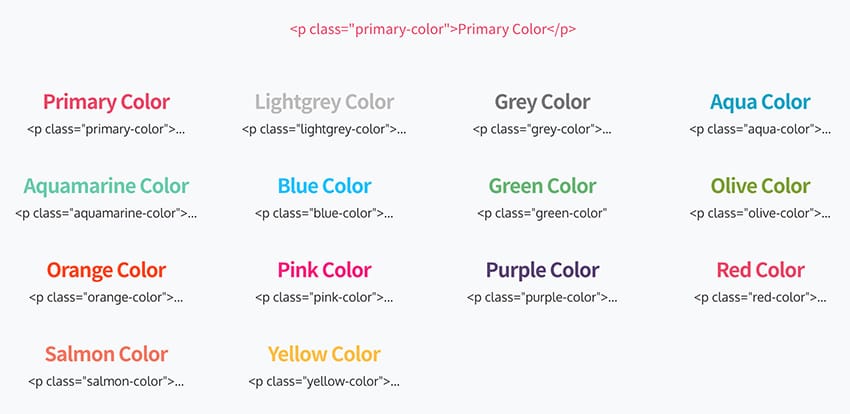 <p class="primary-color">Primary Color</p>
Primary Color
<p class="primary-color">...
Lightgrey Color
<p class="lightgrey-color">...
Grey Color
<p class="grey-color">...
Aqua Color
<p class="aqua-color">...
Aquamarine Color
<p class="aquamarine-color">...
Blue Color
<p class="blue-color">...
Green Color
<p class="green-color"
Olive Color
<p class="olive-color">...
Orange Color
<p class="orange-color">...
Pink Color
<p class="pink-color">...
Purple Color
<p class="purple-color">...
Red Color
<p class="red-color">...
Salmon Color
<p class="salmon-color">...
Yellow Color
<p class="yellow-color">...